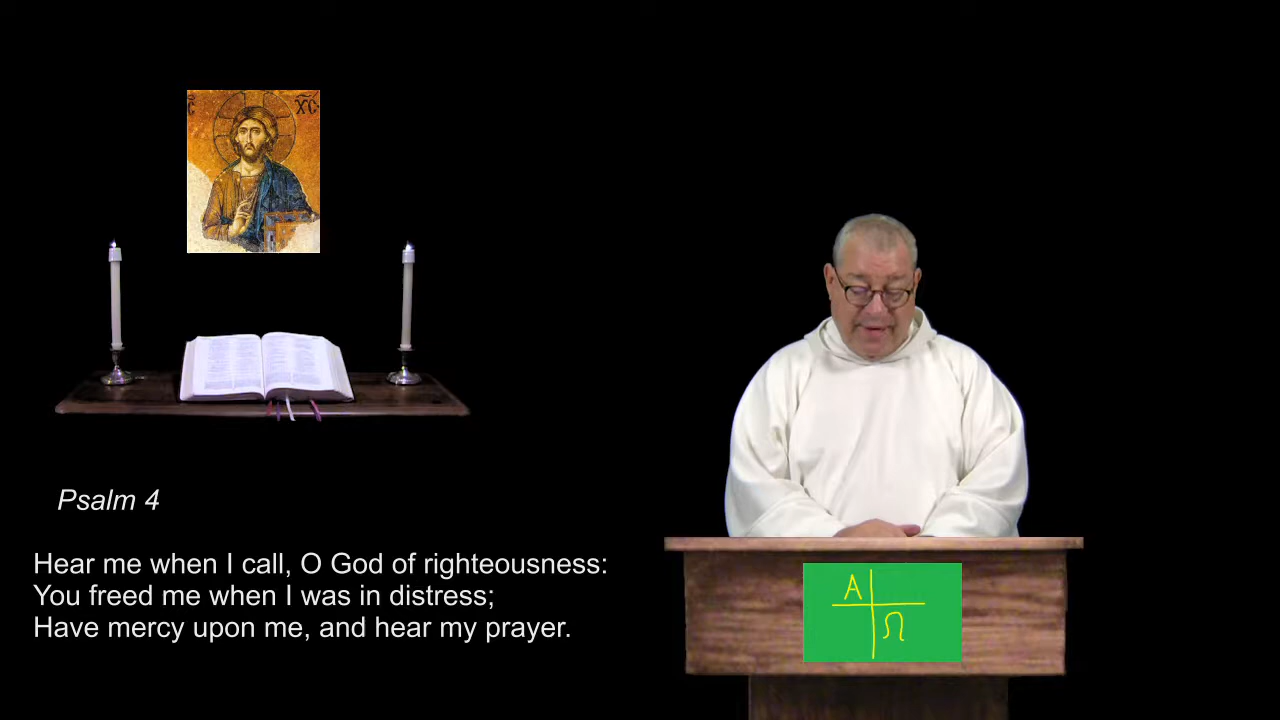 ΧC
Psalm 4
Hear me when I call, O God of righteousness:
You freed me when I was in distress;
Have mercy upon me, and hear my prayer.
Α
Ω